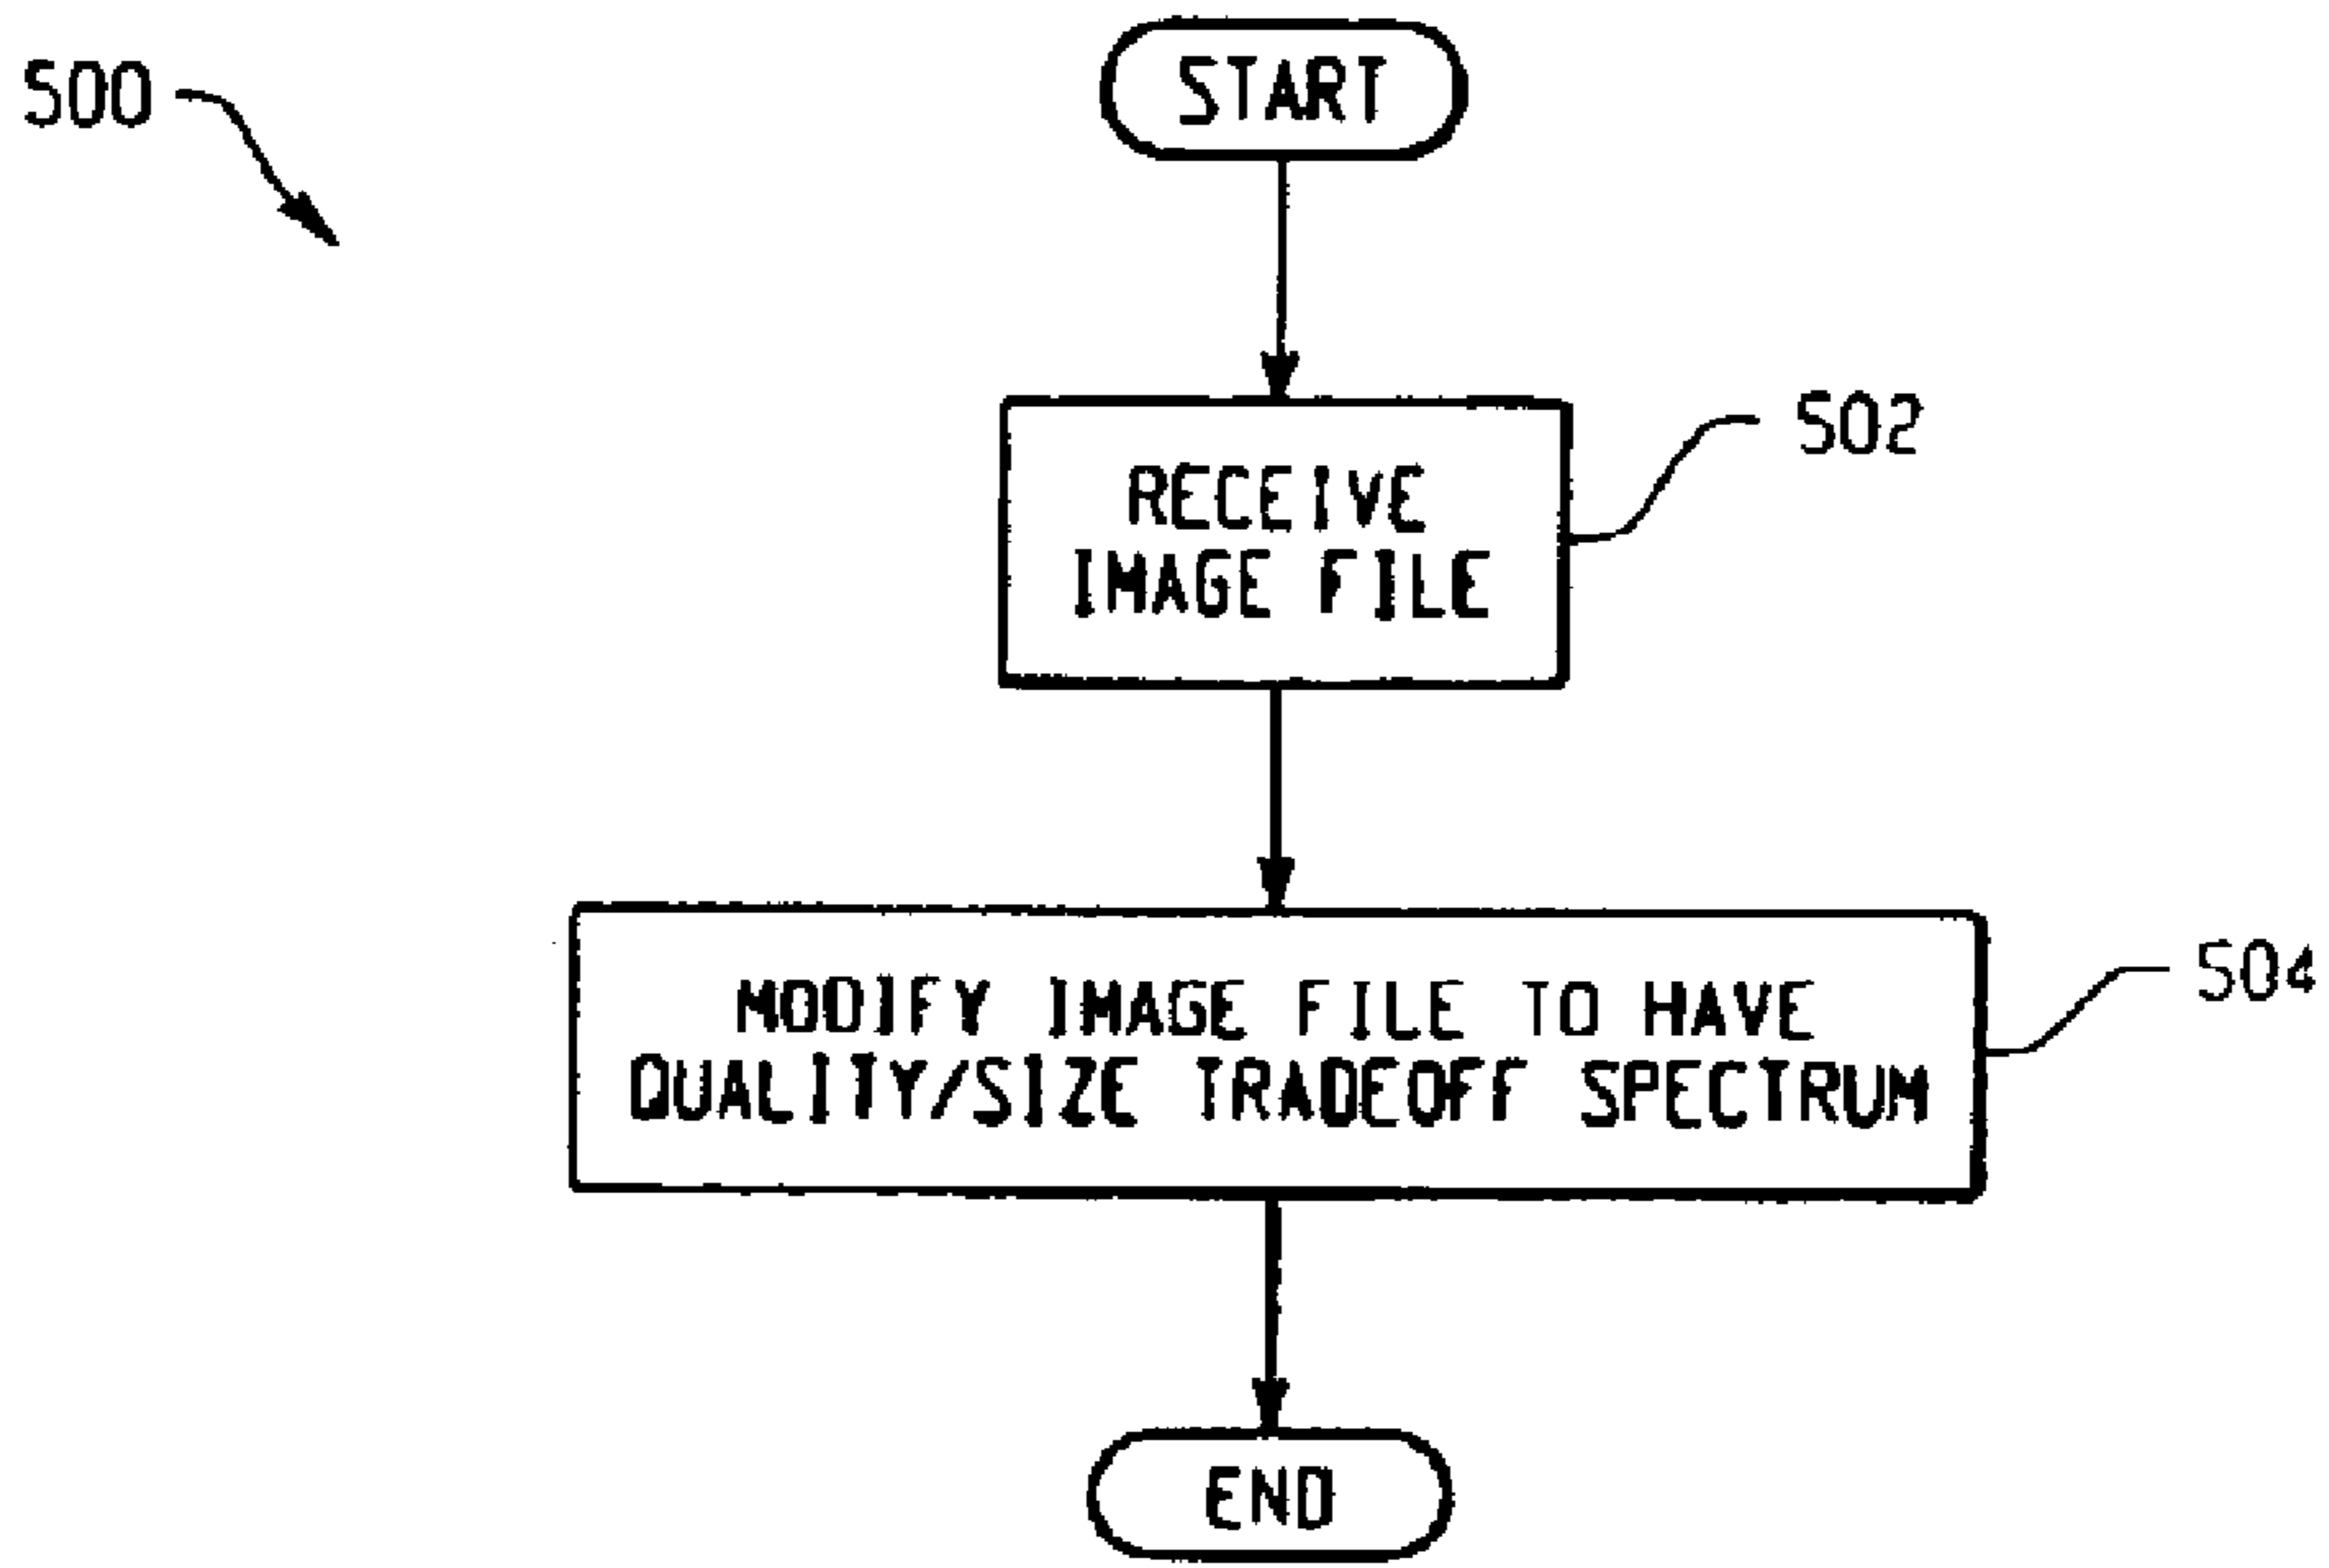 500
START
RECEIVE
IMAGE FILE
502
MODIFY IMAGE FILE TO HAVE
QUALITY/SIZE TRADEOFF SPECTRUM
504
END